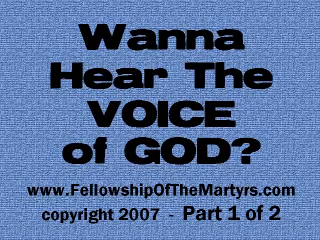 Wanna
Hear The
VOICE
of GOD?
www.FellowshipOfTheMartyrs.com
copyright 2007 - Part 1 of 2